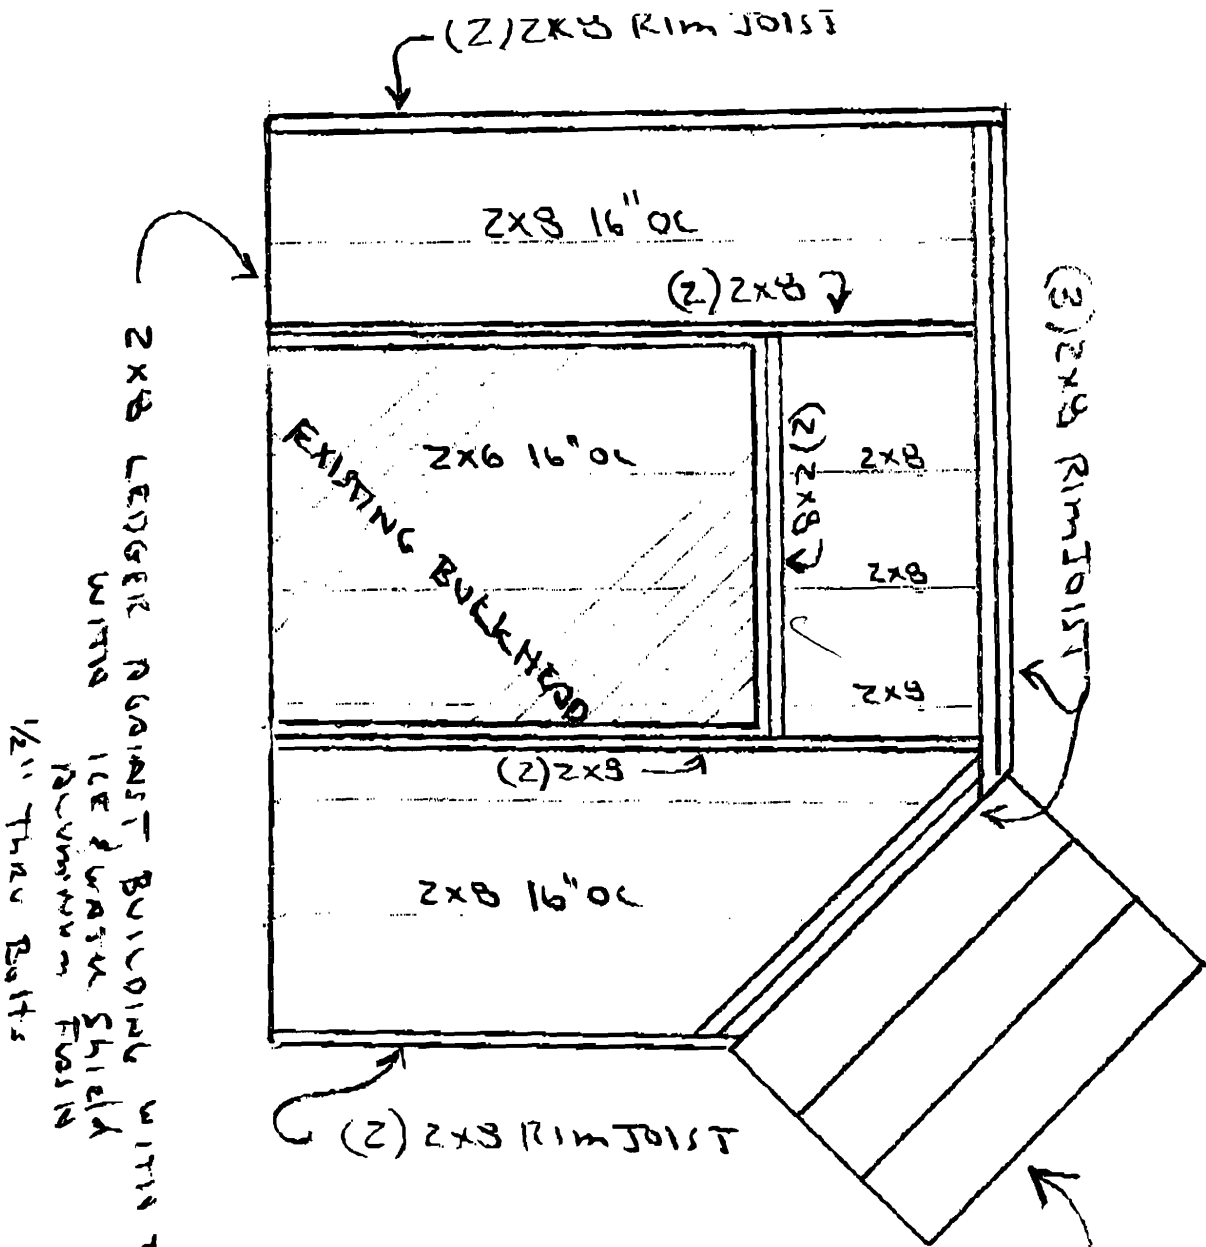 (2) 2x8 RIM JOIST
2x8 16" OC
(2) 2x8
(3) 2x8 RIM JOIST
2x6 16" OC
EXISTING BULKHEAD
(2) 2x8
2x8
2x8
2x8
(2) 2x8
2x8 16" OC
(2) 2x8 RIM JOIST
2x8 LEDGER AGAINST BUILDING WITH
WITH ICE & WATER SHIELD
ALUMINUM FLASH
1/2" THRU BOLTS